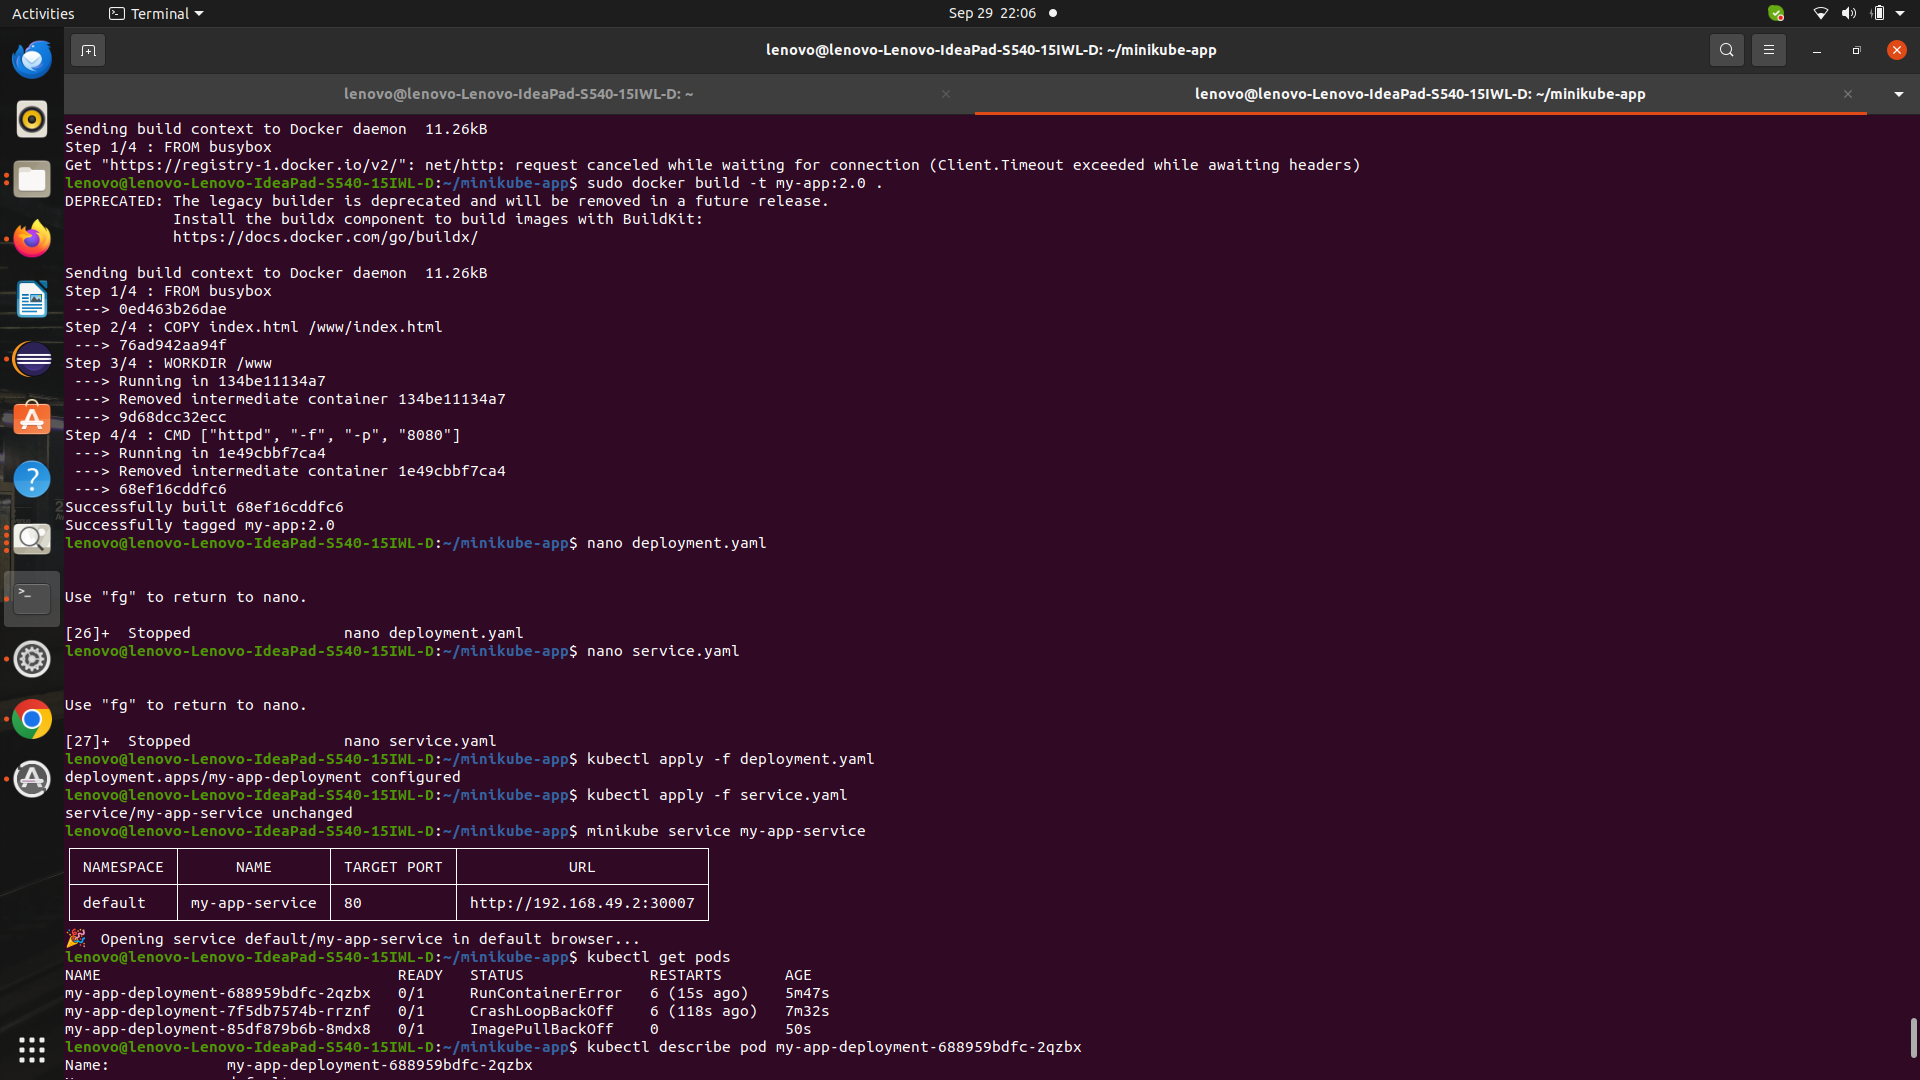 Activities
Terminal
Sep 29 22:06
lenovo@lenovo-Lenovo-IdeaPad-S540-15IWL-D: ~/minikube-app
lenovo@lenovo-Lenovo-IdeaPad-S540-15IWL-D: ~
lenovo@lenovo-Lenovo-IdeaPad-S540-15IWL-D: ~/minikube-app
Sending build context to Docker daemon  11.26kB
Step 1/4 : FROM busybox
Get "https://registry-1.docker.io/v2/": net/http: request canceled while waiting for connection (Client.Timeout exceeded while awaiting headers)
lenovo@lenovo-Lenovo-IdeaPad-S540-15IWL-D:~/minikube-app$ sudo docker build -t my-app:2.0 .
DEPRECATED: The legacy builder is deprecated and will be removed in a future release.
Install the buildx component to build images with BuildKit:
https://docs.docker.com/go/buildx/
Sending build context to Docker daemon  11.26kB
Step 1/4 : FROM busybox
---> 0ed463b26dae
Step 2/4 : COPY index.html /www/index.html
---> 76ad942aa94f
Step 3/4 : WORKDIR /www
---> Running in 134be11134a7
---> Removed intermediate container 134be11134a7
---> 9d68dcc32ecc
Step 4/4 : CMD ["httpd", "-f", "-p", "8080"]
---> Running in 1e49cbbf7ca4
---> Removed intermediate container 1e49cbbf7ca4
---> 68ef16cddfc6
Successfully built 68ef16cddfc6
Successfully tagged my-app:2.0
lenovo@lenovo-Lenovo-IdeaPad-S540-15IWL-D:~/minikube-app$ nano deployment.yaml
Use "fg" to return to nano.
[26]+  Stopped                 nano deployment.yaml
lenovo@lenovo-Lenovo-IdeaPad-S540-15IWL-D:~/minikube-app$ nano service.yaml
Use "fg" to return to nano.
[27]+  Stopped                 nano service.yaml
lenovo@lenovo-Lenovo-IdeaPad-S540-15IWL-D:~/minikube-app$ kubectl apply -f deployment.yaml
deployment.apps/my-app-deployment configured
lenovo@lenovo-Lenovo-IdeaPad-S540-15IWL-D:~/minikube-app$ kubectl apply -f service.yaml
service/my-app-service unchanged
lenovo@lenovo-Lenovo-IdeaPad-S540-15IWL-D:~/minikube-app$ minikube service my-app-service
NAMESPACE NAME TARGET PORT URL
default my-app-service 80 http://192.168.49.2:30007
🎉  Opening service default/my-app-service in default browser...
lenovo@lenovo-Lenovo-IdeaPad-S540-15IWL-D:~/minikube-app$ kubectl get pods
NAME                                 READY   STATUS              RESTARTS       AGE
my-app-deployment-688959bdfc-2qzbx   0/1     RunContainerError   6 (15s ago)    5m47s
my-app-deployment-7f5db7574b-rrznf   0/1     CrashLoopBackOff    6 (118s ago)   7m32s
my-app-deployment-85df879b6b-8mdx8   0/1     ImagePullBackOff    0              50s
lenovo@lenovo-Lenovo-IdeaPad-S540-15IWL-D:~/minikube-app$ kubectl describe pod my-app-deployment-688959bdfc-2qzbx
Name:             my-app-deployment-688959bdfc-2qzbx